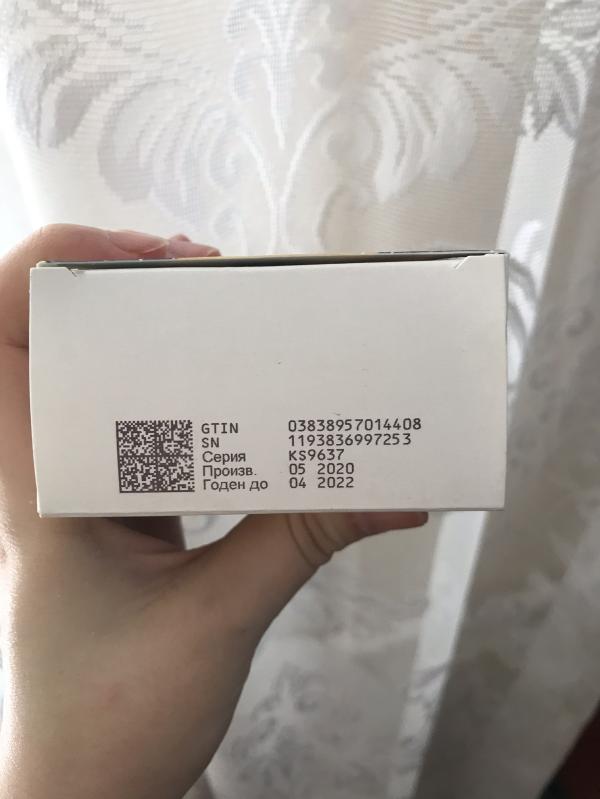 GTIN 03838957014408
SN 1193836997253
Серия KS9637
Произв. 05 2020
Годен до 04 2022